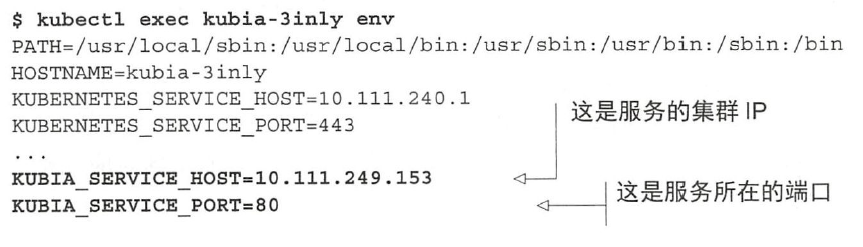 $ kubectl exec kubia-3inly env
PATH=/usr/local/sbin:/usr/local/bin:/usr/sbin:/usr/bin:/sbin:/bin
HOSTNAME=kubia-3inly
KUBERNETES_SERVICE_HOST=10.111.240.1
KUBERNETES_SERVICE_PORT=443
...
这是服务的集群 IP
KUBIA_SERVICE_HOST=10.111.249.153
KUBIA_SERVICE_PORT=80
这是服务所在的端口